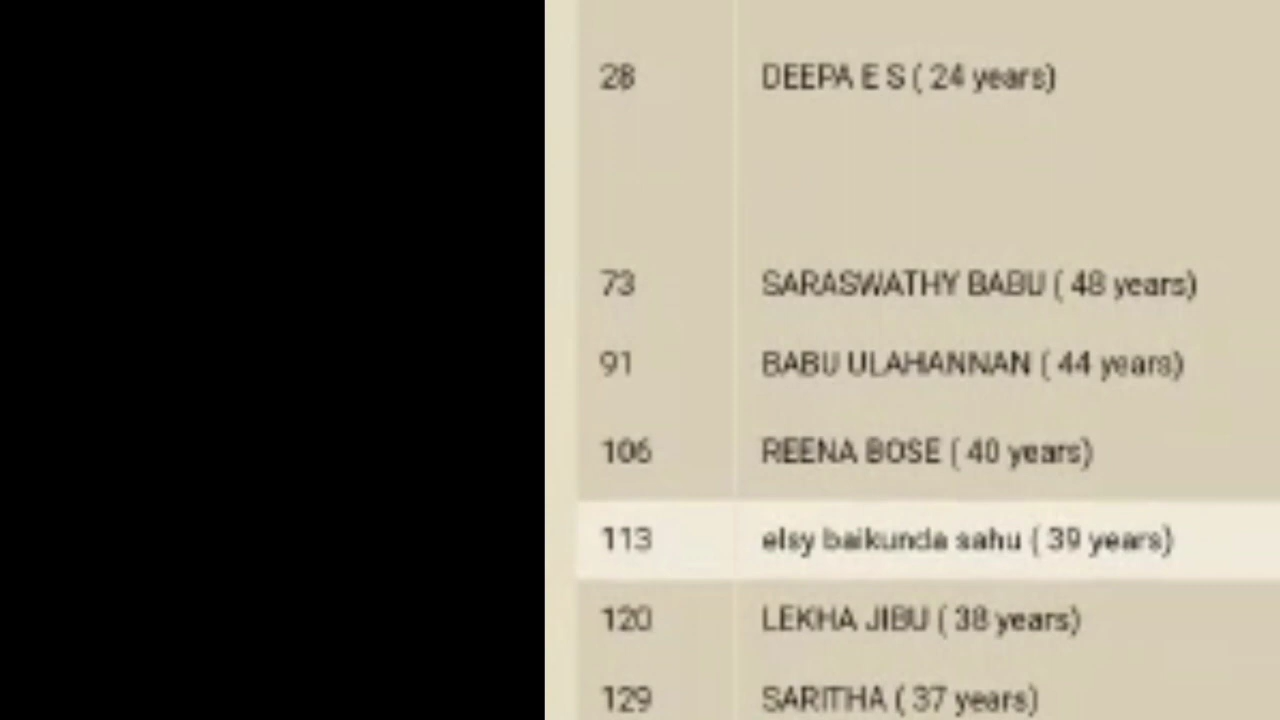 28 DEEPA E S ( 24 years)
73 SARASWATHY BABU ( 48 years)
91 BABU ULAHANNAN ( 44 years)
106 REENA BOSE ( 40 years)
113 elsy baikunda sahu ( 39 years)
120 LEKHA JIBU ( 38 years)
129 SARITHA ( 37 years)